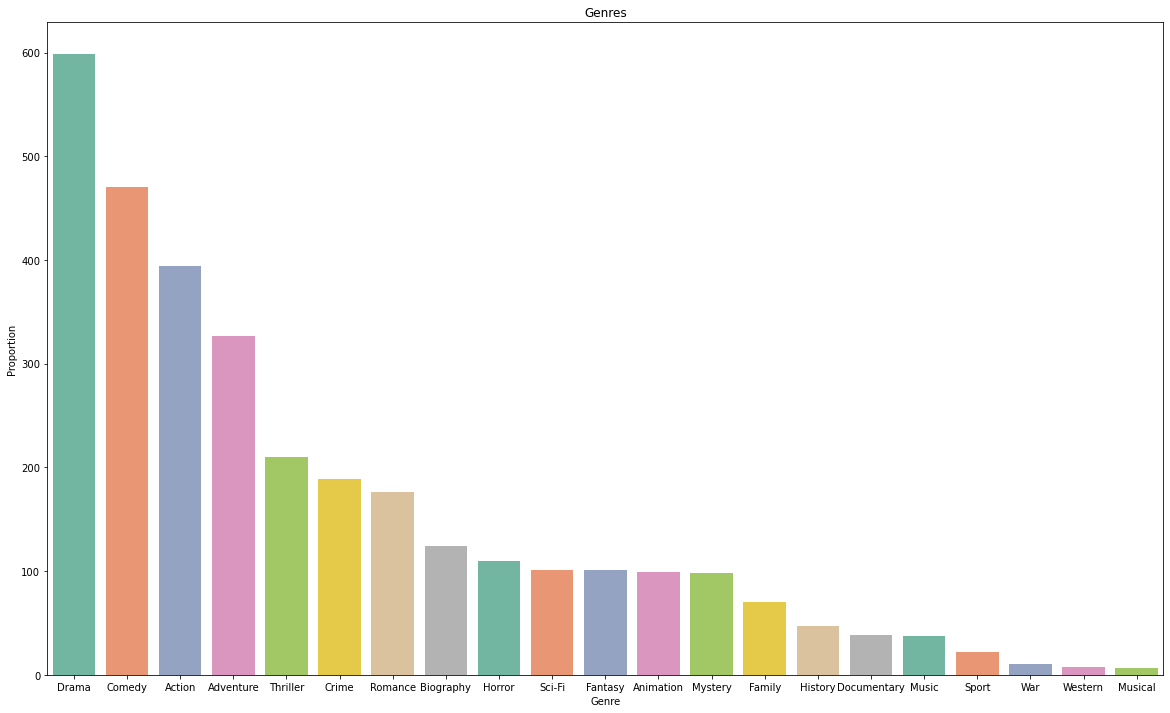 Genres
600
500
400
300
200
100
0
Proportion
Drama Comedy Action Adventure Thriller Crime Romance Biography Horror Sci-Fi Fantasy Animation Mystery Family History Documentary Music Sport War Western Musical
Genre